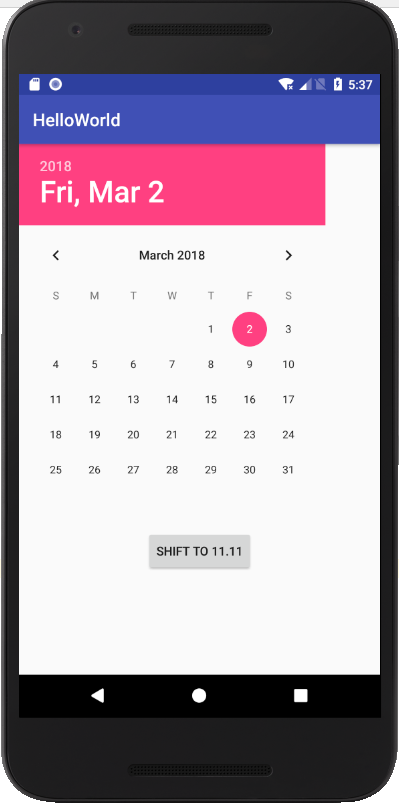 5:37
HelloWorld
2018
Fri, Mar 2
March 2018
S M T W T F S
1 2 3
4 5 6 7 8 9 10
11 12 13 14 15 16 17
18 19 20 21 22 23 24
25 26 27 28 29 30 31
SHIFT TO 11.11